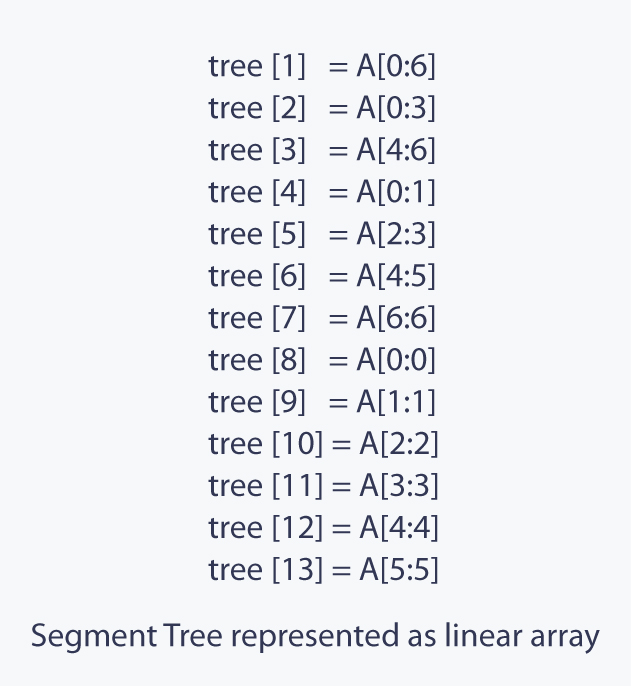 tree [1] = A[0:6]
tree [2] = A[0:3]
tree [3] = A[4:6]
tree [4] = A[0:1]
tree [5] = A[2:3]
tree [6] = A[4:5]
tree [7] = A[6:6]
tree [8] = A[0:0]
tree [9] = A[1:1]
tree [10] = A[2:2]
tree [11] = A[3:3]
tree [12] = A[4:4]
tree [13] = A[5:5]
Segment Tree represented as linear array